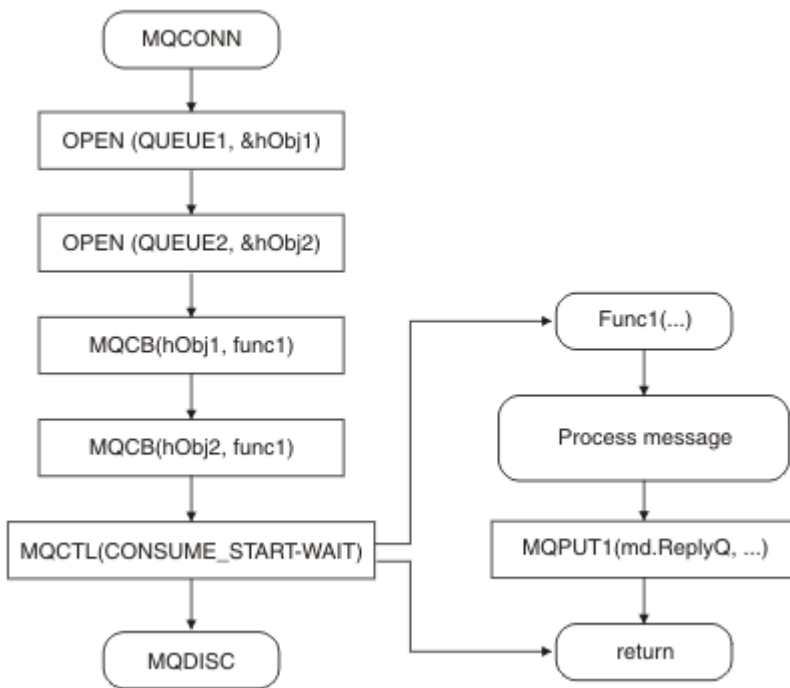 MQCONN
OPEN (QUEUE1, &hObj1)
OPEN (QUEUE2, &hObj2)
MQCB(hObj1, func1)
MQCB(hObj2, func1)
MQCTL(CONSUME_START-WAIT)
MQDISC
Func1(...)
Process message
MQPUT1(md.ReplyQ, ...)
return